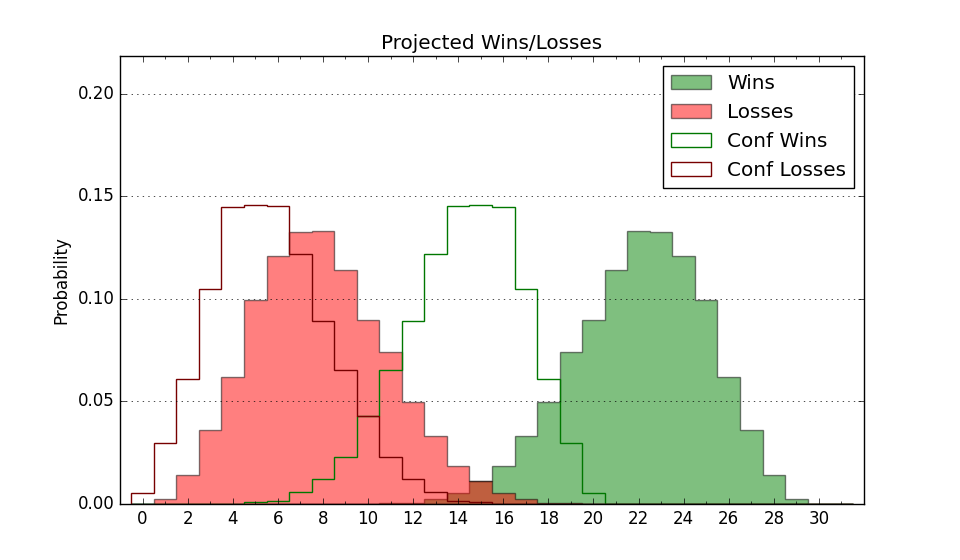 Projected Wins/Losses
Wins
Losses
Conf Wins
Conf Losses
Probability
0.20
0.15
0.10
0.05
0.00
0 2 4 6 8 10 12 14 16 18 20 22 24 26 28 30